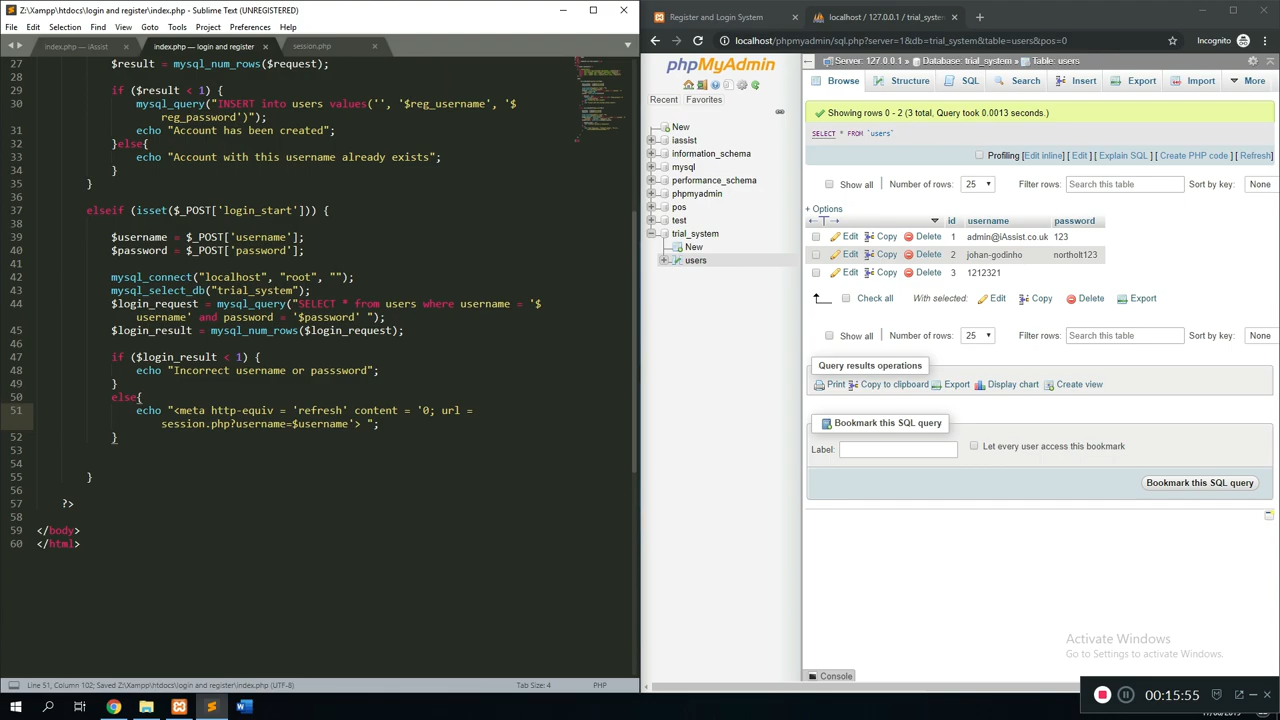 Z:\Xampp\htdocs\login and register\index.php - Sublime Text (UNREGISTERED)
File Edit Selection Find View Goto Tools Project Preferences Help
index.php — iAssist index.php — login and register session.php
27 $result = mysql_num_rows($request);
28
29 if ($result < 1) {
30 mysql_query("INSERT into users values('', '$reg_username', '$
reg_password')");
31 echo "Account has been created";
32 }else{
33 echo "Account with this username already exists";
34 }
35 }
36
37 elseif (isset($_POST['login_start'])) {
38
39 $username = $_POST['username'];
40 $password = $_POST['password'];
41
42 mysql_connect("localhost", "root", "");
43 mysql_select_db("trial_system");
44 $login_request = mysql_query("SELECT * from users where username = '$
username' and password = '$password' ");
45 $login_result = mysql_num_rows($login_request);
46
47 if ($login_result < 1) {
48 echo "Incorrect username or passsword";
49 }
50 else{
51 echo "<meta http-equiv = 'refresh' content = '0; url =
session.php?username=$username'> ";
52 }
53
54
55 }
56
57 ?>
58
59 </body>
60 </html>
Line 51, Column 102; Saved Z:\Xampp\htdocs\login and register\index.php (UTF-8) Tab Size: 4 PHP
Register and Login System localhost / 127.0.0.1 / trial_syste
localhost/phpmyadmin/sql.php?server=1&db=trial_system&table=users&pos=0 Incognito
phpMyAdmin
Recent Favorites
New
iassist
information_schema
mysql
performance_schema
phpmyadmin
pos
test
trial_system
New
users
Server: 127.0.0.1 » Database: trial_system » Table: users
Browse Structure SQL Search Insert Export Import More
Showing rows 0 - 2 (3 total, Query took 0.0013 seconds.)
SELECT * FROM `users`
Profiling [Edit inline] [ Edit ] [ Explain SQL ] [ Create PHP code ] [ Refresh]
Show all Number of rows: 25 Filter rows: Search this table Sort by key: None
+ Options
id username password
Edit Copy Delete 1 admin@iAssist.co.uk 123
Edit Copy Delete 2 johan-godinho northolt123
Edit Copy Delete 3 1212321
Check all With selected: Edit Copy Delete Export
Show all Number of rows: 25 Filter rows: Search this table Sort by key: None
Query results operations
Print Copy to clipboard Export Display chart Create view
Bookmark this SQL query
Label: Let every user access this bookmark
Bookmark this SQL query
Activate Windows
Go to Settings to activate Windows.
Console
00:15:55